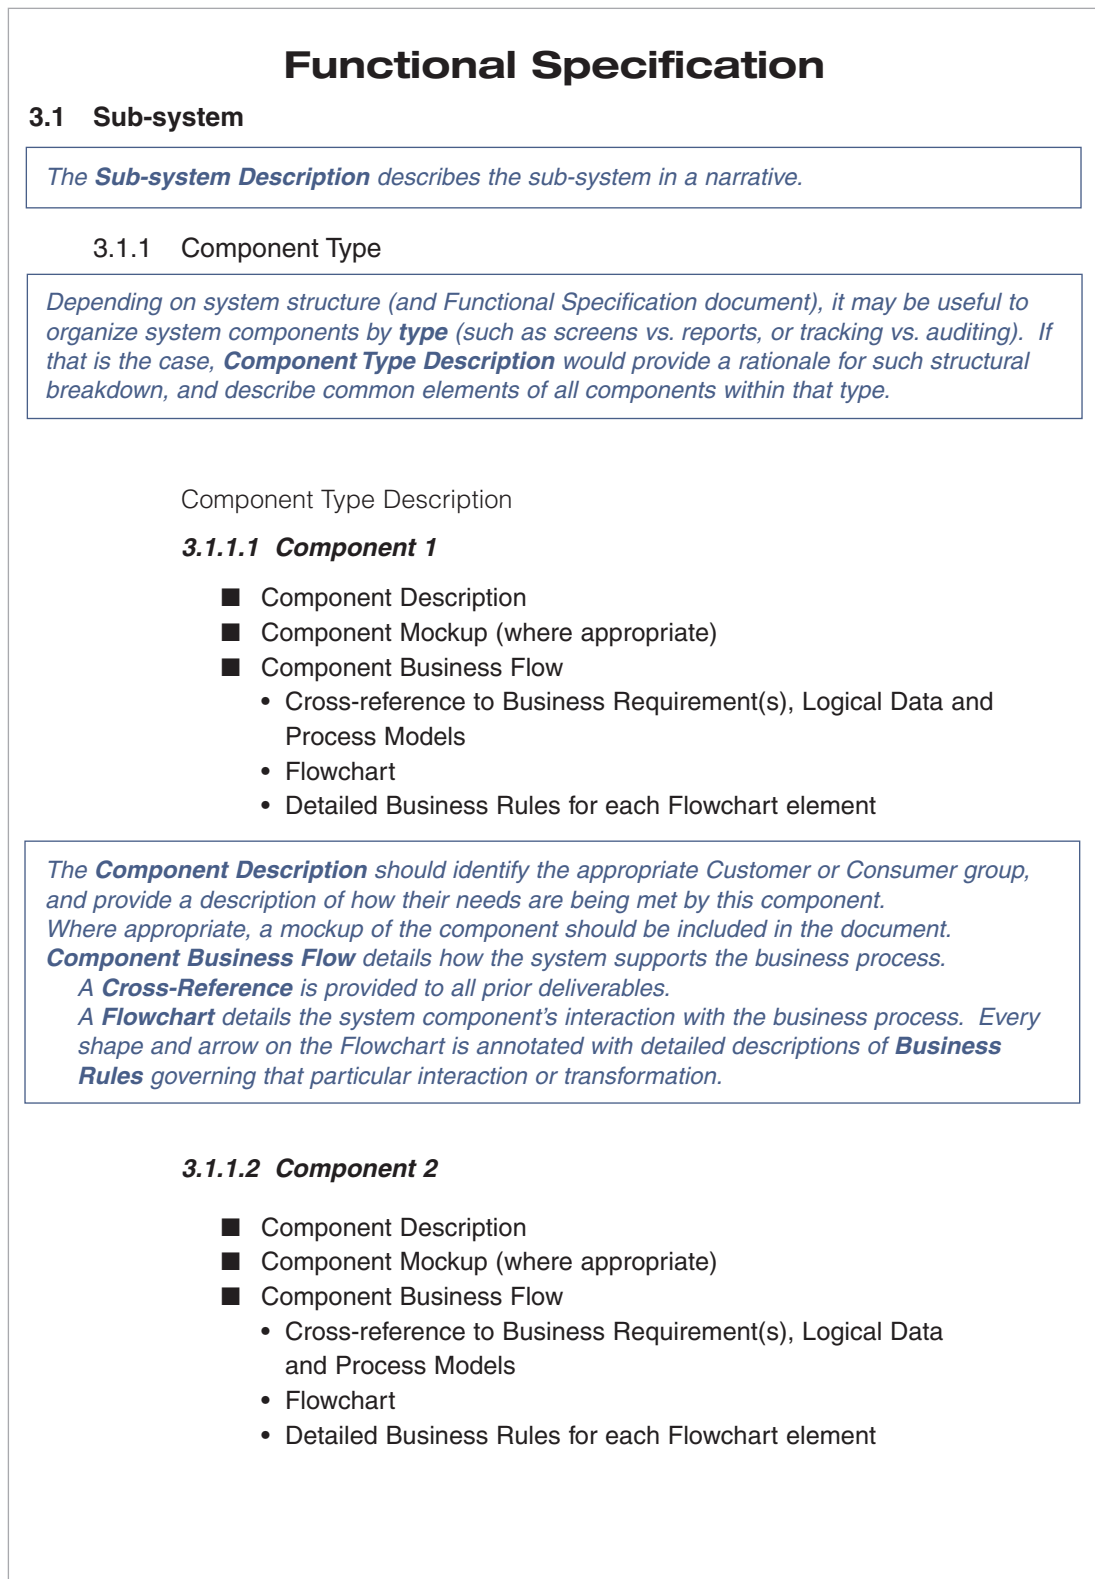 Functional Specification
3.1 Sub-system
The Sub-system Description describes the sub-system in a narrative.
3.1.1 Component Type
Depending on system structure (and Functional Specification document), it may be useful to
organize system components by type (such as screens vs. reports, or tracking vs. auditing). If
that is the case, Component Type Description would provide a rationale for such structural
breakdown, and describe common elements of all components within that type.
Component Type Description
3.1.1.1 Component 1
■ Component Description
■ Component Mockup (where appropriate)
■ Component Business Flow
• Cross-reference to Business Requirement(s), Logical Data and
Process Models
• Flowchart
• Detailed Business Rules for each Flowchart element
The Component Description should identify the appropriate Customer or Consumer group,
and provide a description of how their needs are being met by this component.
Where appropriate, a mockup of the component should be included in the document.
Component Business Flow details how the system supports the business process.
A Cross-Reference is provided to all prior deliverables.
A Flowchart details the system component’s interaction with the business process. Every
shape and arrow on the Flowchart is annotated with detailed descriptions of Business
Rules governing that particular interaction or transformation.
3.1.1.2 Component 2
■ Component Description
■ Component Mockup (where appropriate)
■ Component Business Flow
• Cross-reference to Business Requirement(s), Logical Data
and Process Models
• Flowchart
• Detailed Business Rules for each Flowchart element